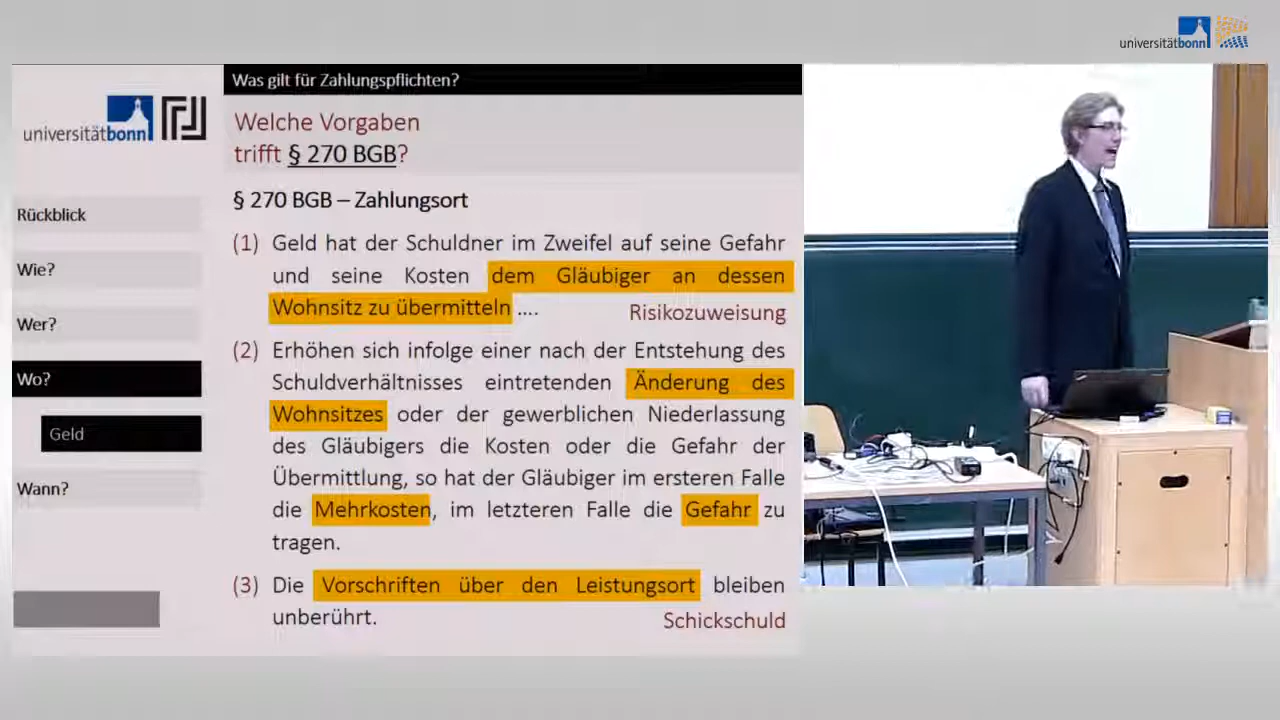 universitätbonn
universitätbonn
Was gilt für Zahlungspflichten?
Welche Vorgaben
trifft § 270 BGB?
Rückblick
Wie?
Wer?
Wo?
Geld
Wann?
§ 270 BGB – Zahlungsort
(1) Geld hat der Schuldner im Zweifel auf seine Gefahr
und seine Kosten dem Gläubiger an dessen
Wohnsitz zu übermitteln ....
Risikozuweisung
(2) Erhöhen sich infolge einer nach der Entstehung des
Schuldverhältnisses eintretenden Änderung des
Wohnsitzes oder der gewerblichen Niederlassung
des Gläubigers die Kosten oder die Gefahr der
Übermittlung, so hat der Gläubiger im ersteren Falle
die Mehrkosten, im letzteren Falle die Gefahr zu
tragen.
(3) Die Vorschriften über den Leistungsort bleiben
unberührt.
Schickschuld